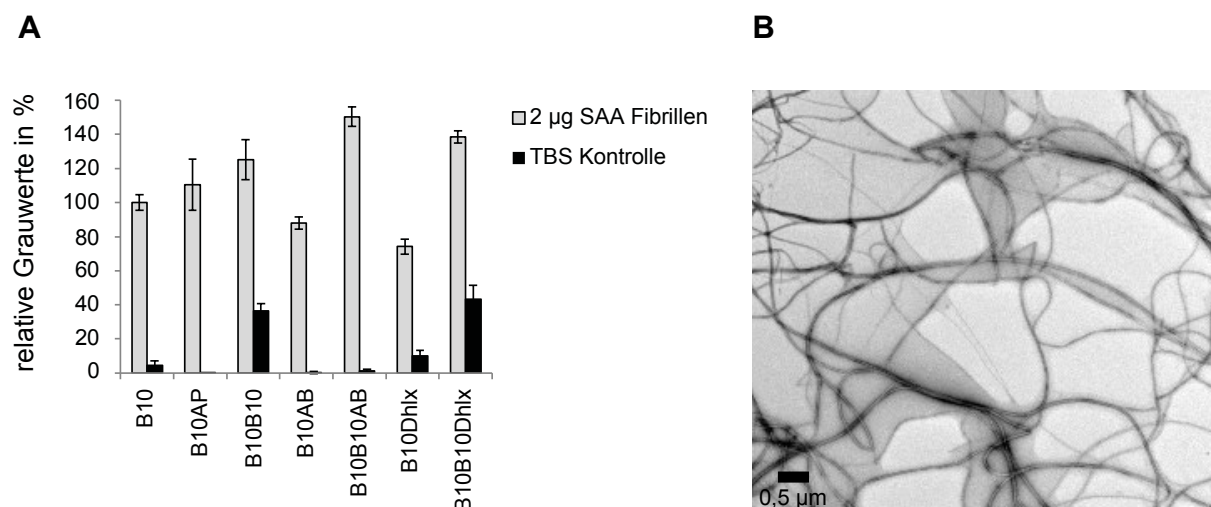 A
B
relative Grauwerte in %
160
140
120
100
80
60
40
20
0
2 µg SAA Fibrillen
TBS Kontrolle
B10
B10AP
B10B10
B10AB
B10B10AB
B10Dhlx
B10B10Dhlx
0,5 µm